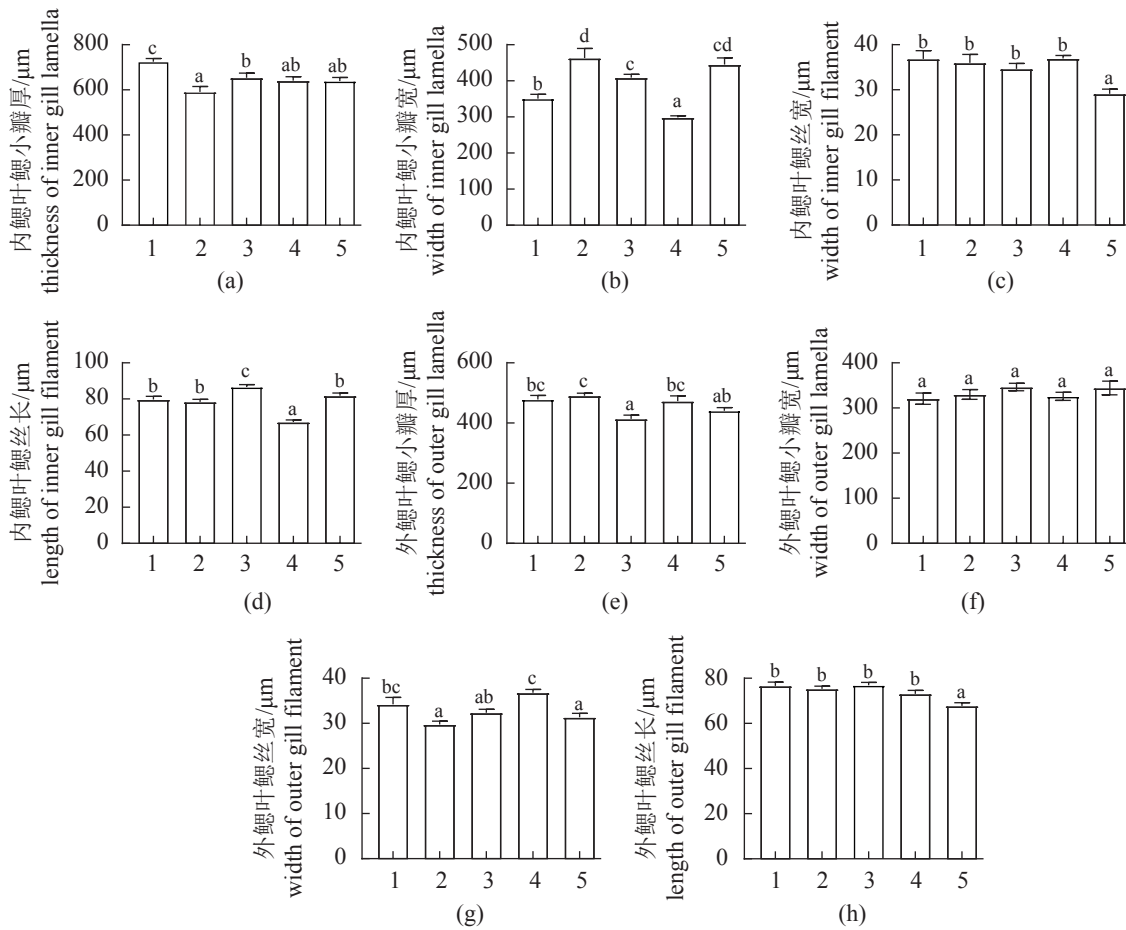 内鳃叶鳃小瓣厚/μm
thickness of inner gill lamella
800
600
400
200
0
c
a
b
ab
ab
1 2 3 4 5
(a)
内鳃叶鳃小瓣宽/μm
width of inner gill lamella
500
400
300
200
100
0
b
d
c
a
cd
1 2 3 4 5
(b)
内鳃叶鳃丝宽/μm
width of inner gill filament
40
30
20
10
0
b
b
b
b
a
1 2 3 4 5
(c)
内鳃叶鳃丝长/μm
length of inner gill filament
100
80
60
40
20
0
b
b
c
a
b
1 2 3 4 5
(d)
外鳃叶鳃小瓣厚/μm
thickness of outer gill lamella
600
400
200
0
bc
c
a
bc
ab
1 2 3 4 5
(e)
外鳃叶鳃小瓣宽/μm
width of outer gill lamella
400
300
200
100
0
a
a
a
a
a
1 2 3 4 5
(f)
外鳃叶鳃丝宽/μm
width of outer gill filament
40
30
20
10
0
bc
a
ab
c
a
1 2 3 4 5
(g)
外鳃叶鳃丝长/μm
length of outer gill filament
80
60
40
20
0
b
b
b
b
a
1 2 3 4 5
(h)